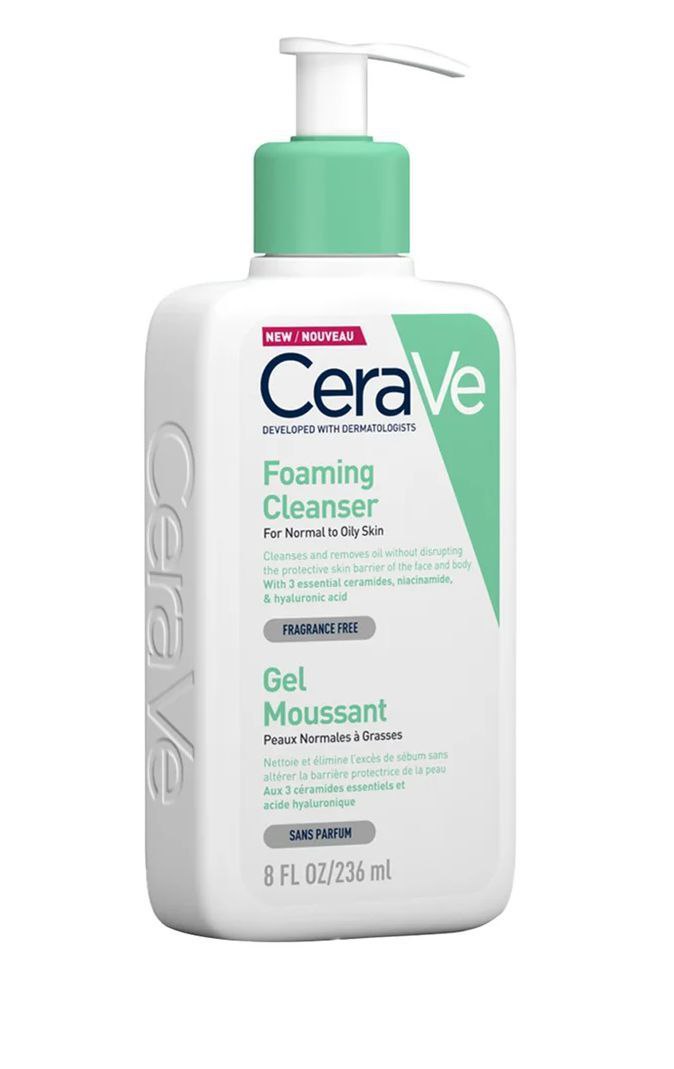 NEW / NOUVEAU
CeraVe
DEVELOPED WITH DERMATOLOGISTS
Foaming
Cleanser
For Normal to Oily Skin
Cleanses and removes oil without disrupting
the protective skin barrier of the face and body
With 3 essential ceramides, niacinamide,
& hyaluronic acid
FRAGRANCE FREE
Gel
Moussant
Peaux Normales à Grasses
Nettoie et élimine l'excès de sébum sans
altérer la barrière protectrice de la peau
Aux 3 céramides essentiels et
acide hyaluronique
SANS PARFUM
8 FL OZ/236 ml
CeraVe